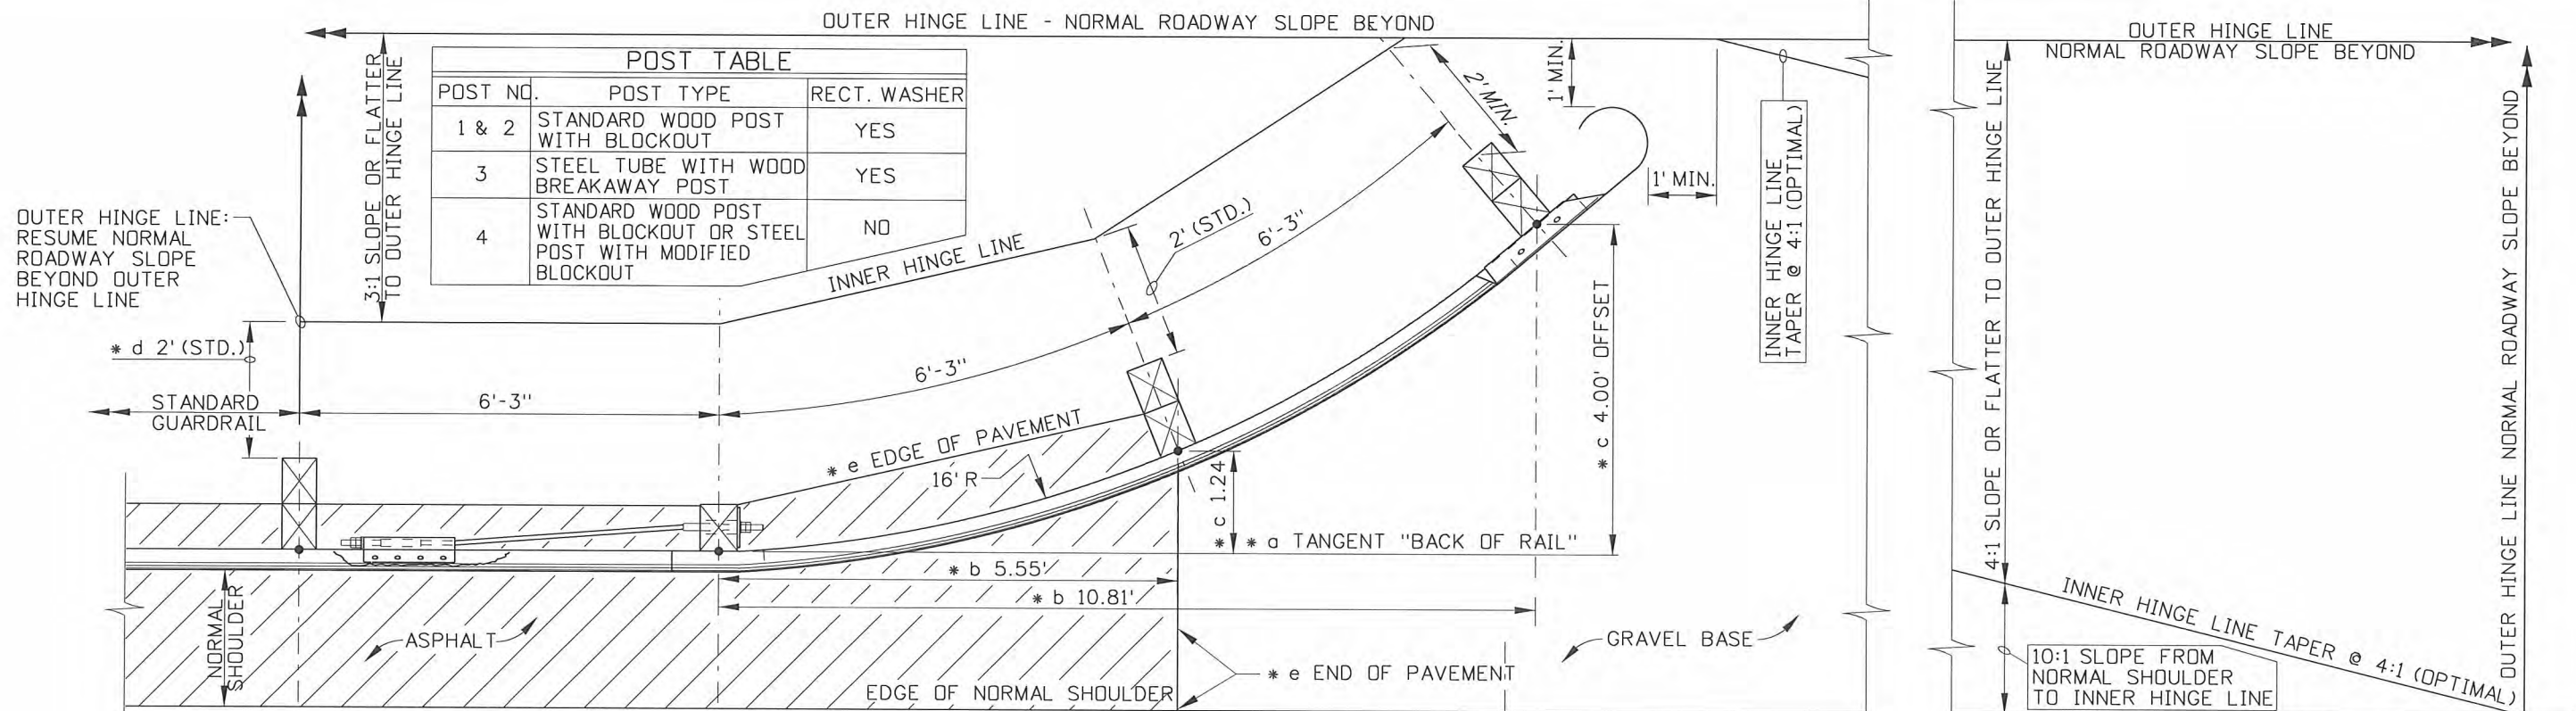 OUTER HINGE LINE - NORMAL ROADWAY SLOPE BEYOND
OUTER HINGE LINE
NORMAL ROADWAY SLOPE BEYOND
3:1 SLOPE OR FLATTER
TO OUTER HINGE LINE
POST TABLE
POST NO. POST TYPE RECT. WASHER
1 & 2 STANDARD WOOD POST
WITH BLOCKOUT YES
3 STEEL TUBE WITH WOOD
BREAKAWAY POST YES
4 STANDARD WOOD POST
WITH BLOCKOUT OR STEEL
POST WITH MODIFIED
BLOCKOUT NO
OUTER HINGE LINE:
RESUME NORMAL
ROADWAY SLOPE
BEYOND OUTER
HINGE LINE
* d 2' (STD.)
STANDARD
GUARDRAIL
6'-3"
INNER HINGE LINE
6'-3"
2' (STD.)
6'-3"
2' MIN.
1' MIN.
1' MIN.
INNER HINGE LINE
TAPER @ 4:1 (OPTIMAL)
* e EDGE OF PAVEMENT
16' R
* c 1.24
* c 4.00' OFFSET
* * a TANGENT "BACK OF RAIL"
* b 5.55'
* b 10.81'
NORMAL
SHOULDER
ASPHALT
GRAVEL BASE
* e END OF PAVEMENT
EDGE OF NORMAL SHOULDER
4:1 SLOPE OR FLATTER TO OUTER HINGE LINE
INNER HINGE LINE TAPER @ 4:1 (OPTIMAL)
10:1 SLOPE FROM
NORMAL SHOULDER
TO INNER HINGE LINE
OUTER HINGE LINE NORMAL ROADWAY SLOPE BEYOND